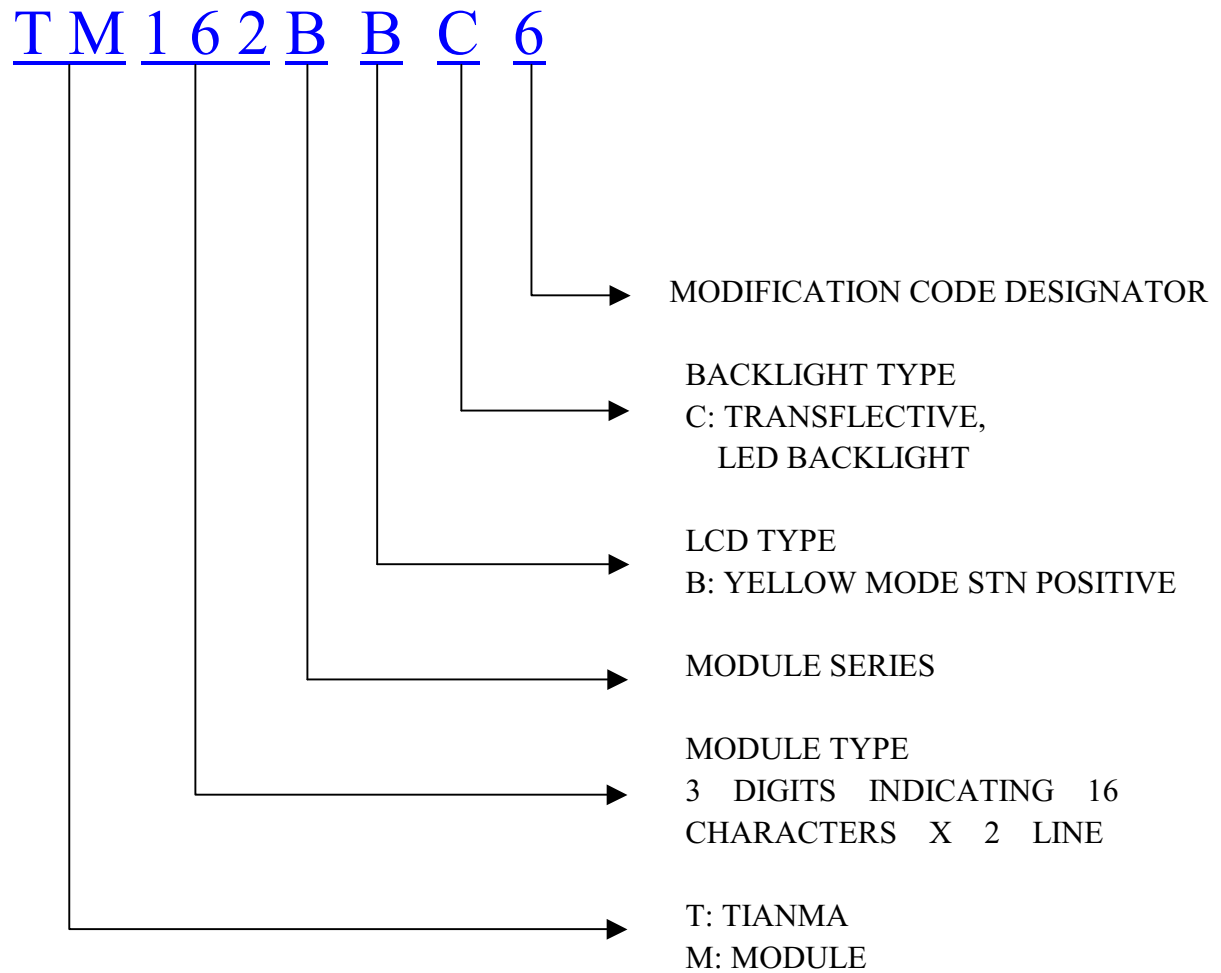 T M 1 6 2 B B C 6
MODIFICATION CODE DESIGNATOR
BACKLIGHT TYPE
C: TRANSFLECTIVE,
LED BACKLIGHT
LCD TYPE
B: YELLOW MODE STN POSITIVE
MODULE SERIES
MODULE TYPE
3 DIGITS INDICATING 16
CHARACTERS X 2 LINE
T: TIANMA
M: MODULE